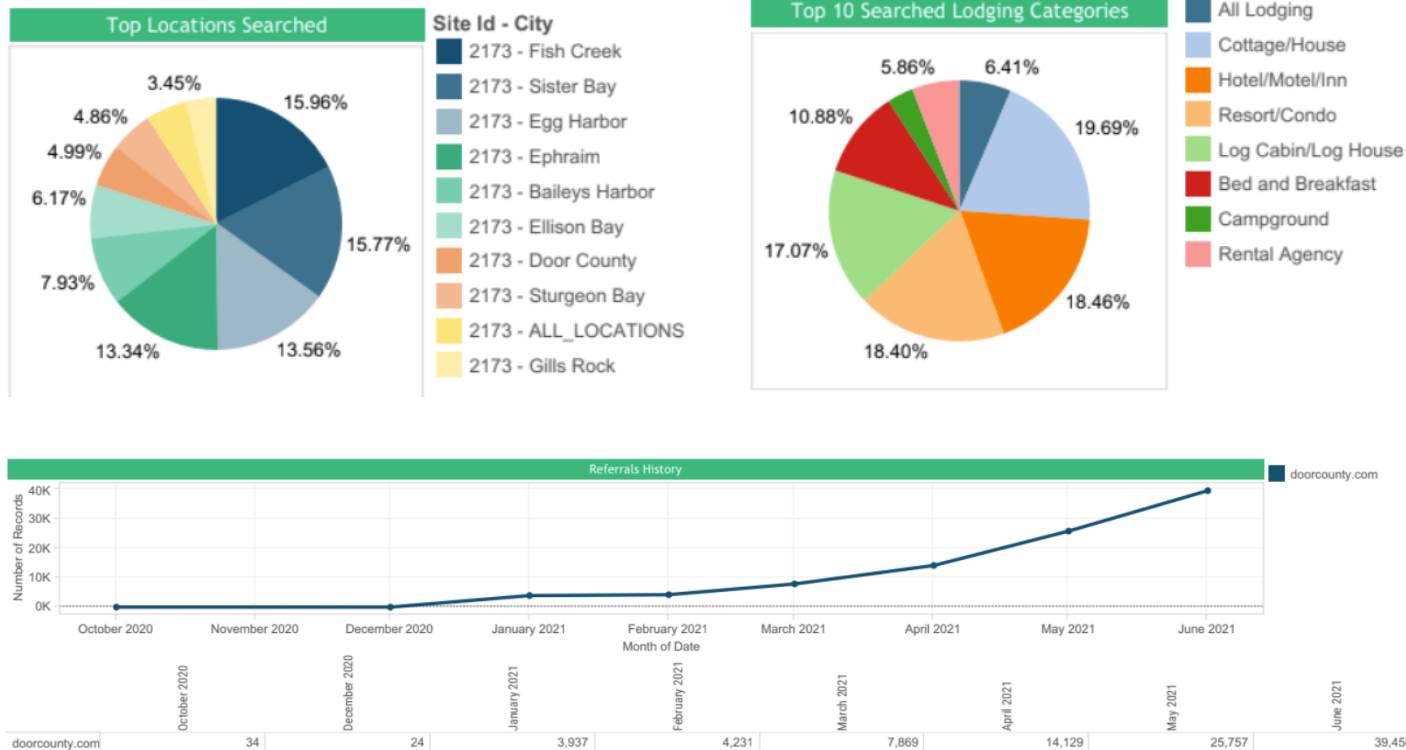 Top Locations Searched
3.45%
15.96%
4.86%
4.99%
6.17%
15.77%
7.93%
13.34%
13.56%
Site Id - City
2173 - Fish Creek
2173 - Sister Bay
2173 - Egg Harbor
2173 - Ephraim
2173 - Baileys Harbor
2173 - Ellison Bay
2173 - Door County
2173 - Sturgeon Bay
2173 - ALL_LOCATIONS
2173 - Gills Rock
Top 10 Searched Lodging Categories
5.86%
6.41%
10.88%
19.69%
17.07%
18.46%
18.40%
All Lodging
Cottage/House
Hotel/Motel/Inn
Resort/Condo
Log Cabin/Log House
Bed and Breakfast
Campground
Rental Agency
Referrals History
doorcounty.com
Number of Records
40K
30K
20K
10K
0K
October 2020 November 2020 December 2020 January 2021 February 2021 March 2021 April 2021 May 2021 June 2021
Month of Date
October 2020 December 2020 January 2021 February 2021 March 2021 April 2021 May 2021 June 2021
doorcounty.com 34 24 3,937 4,231 7,869 14,129 25,757 39,45